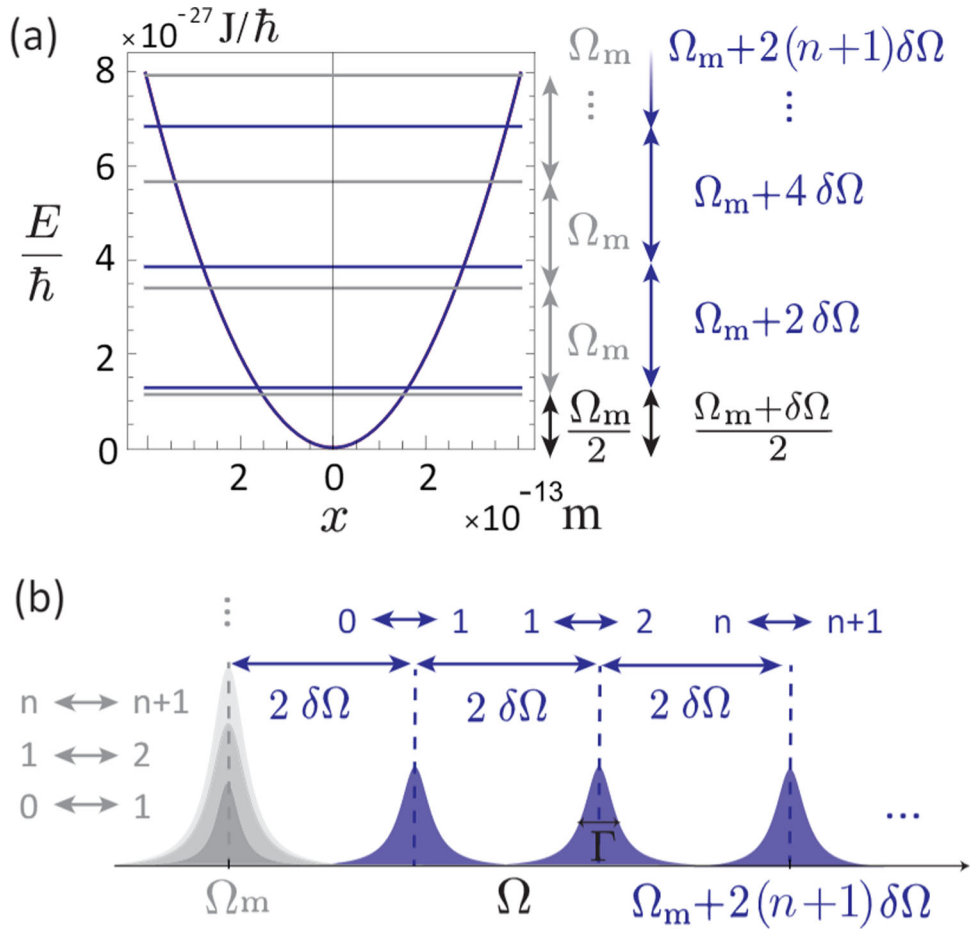 (a)
×10⁻²⁷ J/ħ
Ωₘ Ωₘ+2(n+1)δΩ
⋮ ⋮
8
6
Ωₘ+4 δΩ
E/ħ
Ωₘ
4
Ωₘ+2 δΩ
Ωₘ
2
Ωₘ/2 (Ωₘ+δΩ)/2
0
2 0 2
x ×10⁻¹³ m
(b)
⋮ 0 ↔ 1 1 ↔ 2 n ↔ n+1
2 δΩ 2 δΩ 2 δΩ
n ↔ n+1
1 ↔ 2
0 ↔ 1
...
Γ
Ωₘ Ω Ωₘ+2(n+1)δΩ